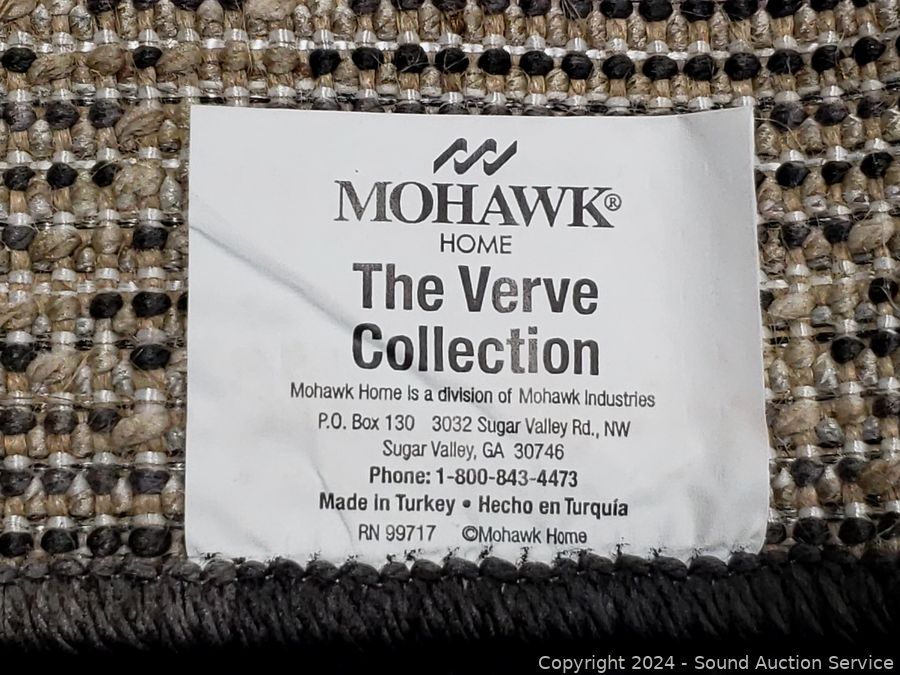 MOHAWK®
HOME
The Verve
Collection
Mohawk Home is a division of Mohawk Industries
P.O. Box 130 3032 Sugar Valley Rd., NW
Sugar Valley, GA 30746
Phone: 1-800-843-4473
Made in Turkey • Hecho en Turquía
RN 99717 ©Mohawk Home
Copyright 2024 - Sound Auction Service